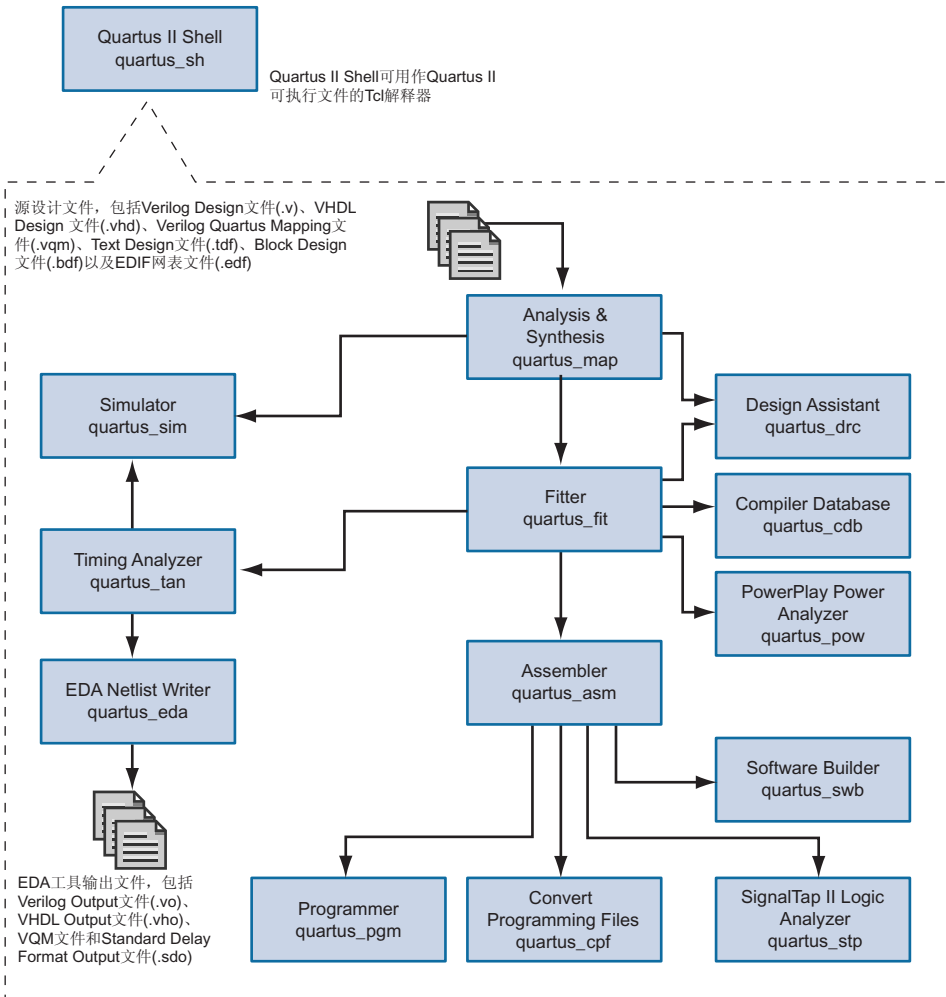 Quartus II Shell
quartus_sh
Quartus II Shell可用作Quartus II
可执行文件的Tcl解释器
源设计文件，包括Verilog Design文件(.v)、VHDL
Design 文件(.vhd)、Verilog Quartus Mapping文
件(.vqm)、Text Design文件(.tdf)、Block Design
文件(.bdf)以及EDIF网表文件(.edf)
Analysis &
Synthesis
quartus_map
Simulator
quartus_sim
Design Assistant
quartus_drc
Fitter
quartus_fit
Compiler Database
quartus_cdb
Timing Analyzer
quartus_tan
PowerPlay Power
Analyzer
quartus_pow
EDA Netlist Writer
quartus_eda
Assembler
quartus_asm
Software Builder
quartus_swb
EDA工具输出文件，包括
Verilog Output文件(.vo)、
VHDL Output文件(.vho)、
VQM文件和Standard Delay
Format Output文件(.sdo)
Programmer
quartus_pgm
Convert
Programming Files
quartus_cpf
SignalTap II Logic
Analyzer
quartus_stp